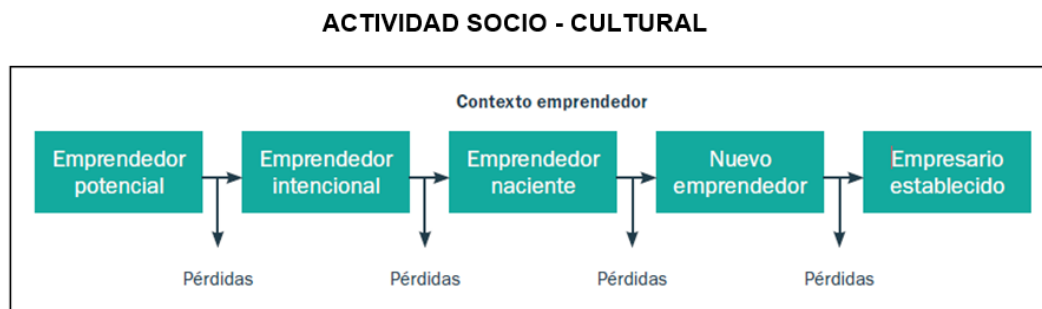 ACTIVIDAD SOCIO - CULTURAL
Contexto emprendedor
Emprendedor
potencial
Emprendedor
intencional
Emprendedor
naciente
Nuevo
emprendedor
Empresario
establecido
Pérdidas
Pérdidas
Pérdidas
Pérdidas